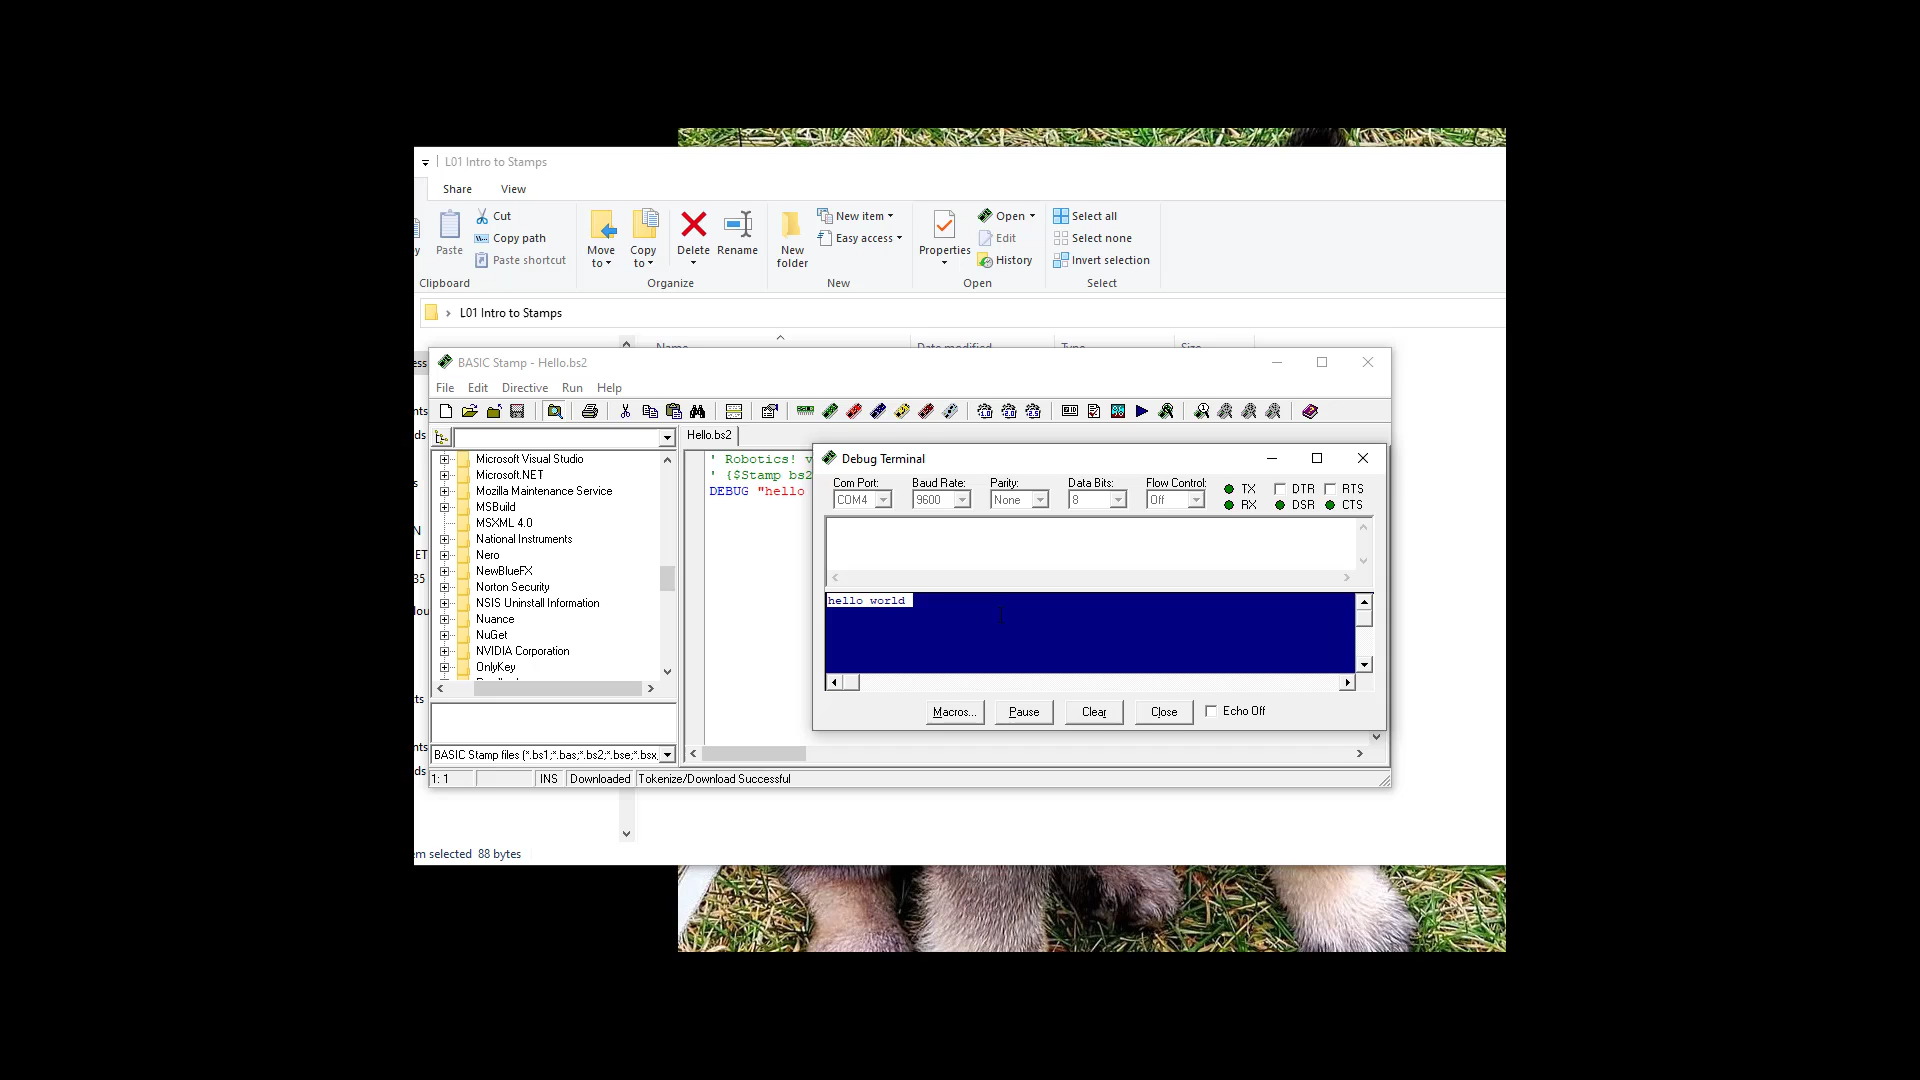 L01 Intro to Stamps
Share View
Paste
Cut
Copy path
Paste shortcut
Clipboard
Move to
Copy to
Delete
Rename
Organize
New folder
New item
Easy access
New
Properties
Open
Edit
History
Open
Select all
Select none
Invert selection
Select
L01 Intro to Stamps
Name Date modified Type Size
BASIC Stamp - Hello.bs2
File Edit Directive Run Help
Hello.bs2
Microsoft Visual Studio
Microsoft.NET
Mozilla Maintenance Service
MSBuild
MSXML 4.0
National Instruments
Nero
NewBlueFX
Norton Security
NSIS Uninstall Information
Nuance
NuGet
NVIDIA Corporation
OnlyKey
BASIC Stamp files (*.bs1;*.bas;*.bs2;*.bse;*.bsx
' Robotics! v
' {$Stamp bs2
DEBUG "hello
Debug Terminal
Com Port: Baud Rate: Parity: Data Bits: Flow Control:
COM4 9600 None 8 Off
TX DTR RTS
RX DSR CTS
hello world
Macros... Pause Clear Close Echo Off
1: 1 INS Downloaded Tokenize/Download Successful
em selected 88 bytes